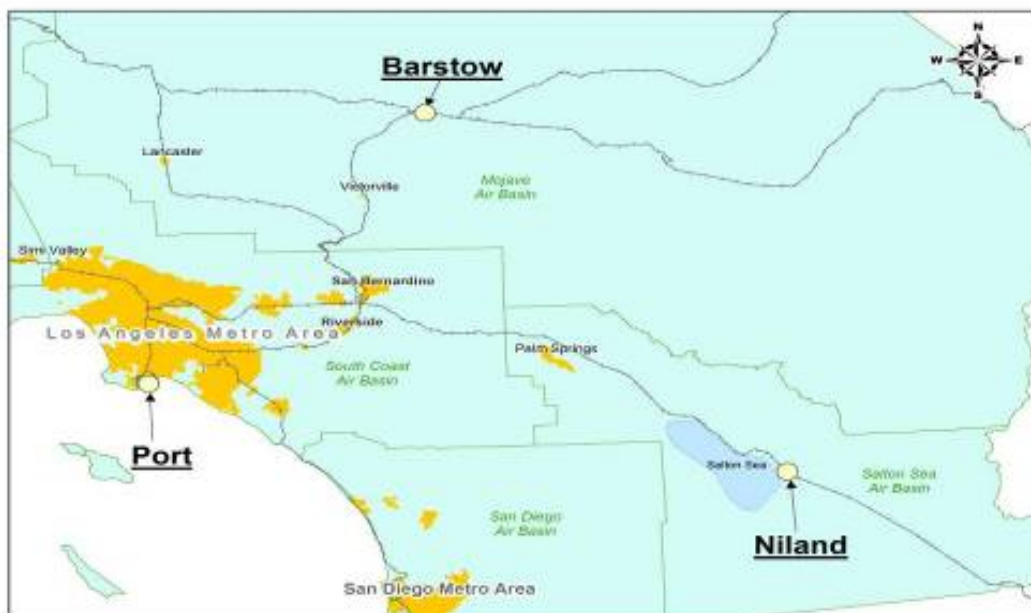 N
W E
S
Barstow
Lancaster
Victorville
Mojave
Air Basin
Simi Valley
San Bernardino
Los Angeles Metro Area
Riverside
Palm Springs
South Coast
Air Basin
Port
Salton Sea
Salton Sea
Air Basin
San Diego
Air Basin
Niland
San Diego Metro Area